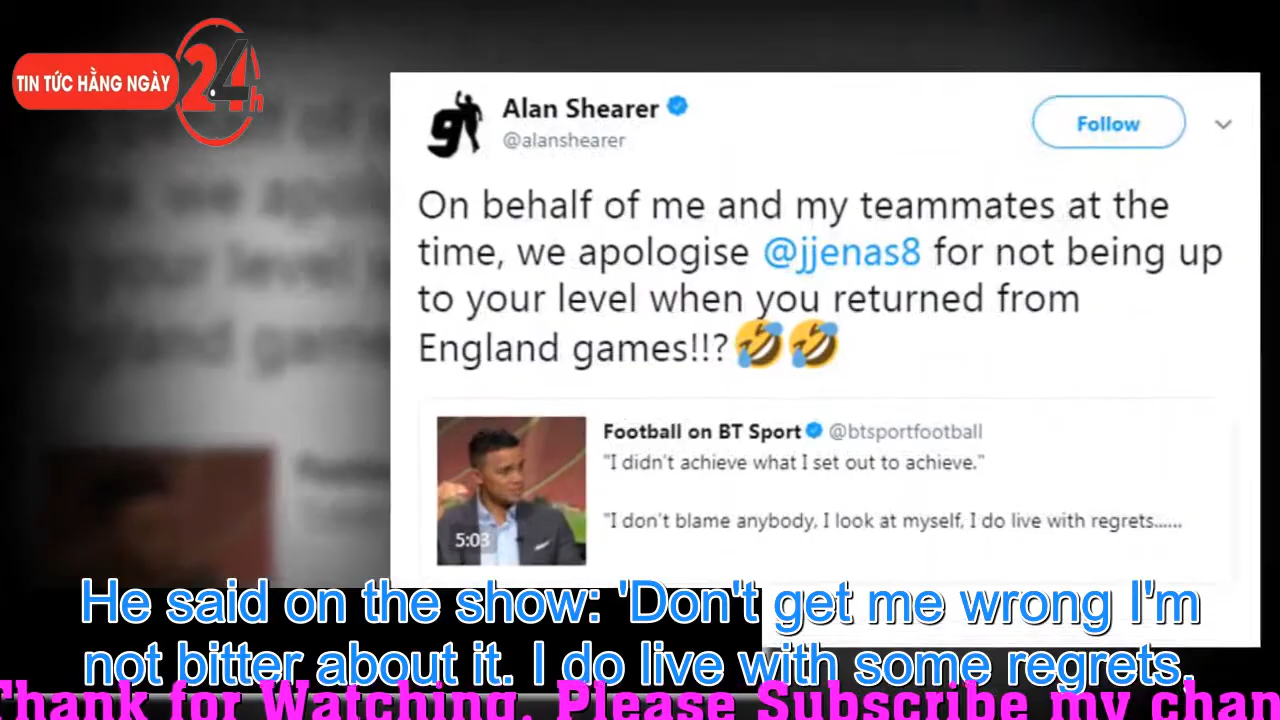 TIN TỨC HẰNG NGÀY
24h
Alan Shearer
@alanshearer
Follow
On behalf of me and my teammates at the
time, we apologise @jjenas8 for not being up
to your level when you returned from
England games!!?🤣🤣
Football on BT Sport @btsportfootball
"I didn't achieve what I set out to achieve."
"I don't blame anybody, I look at myself, I do live with regrets......
5:03
He said on the show: 'Don't get me wrong I'm
not bitter about it. I do live with some regrets,
Thank for Watching. Please Subscribe my chan